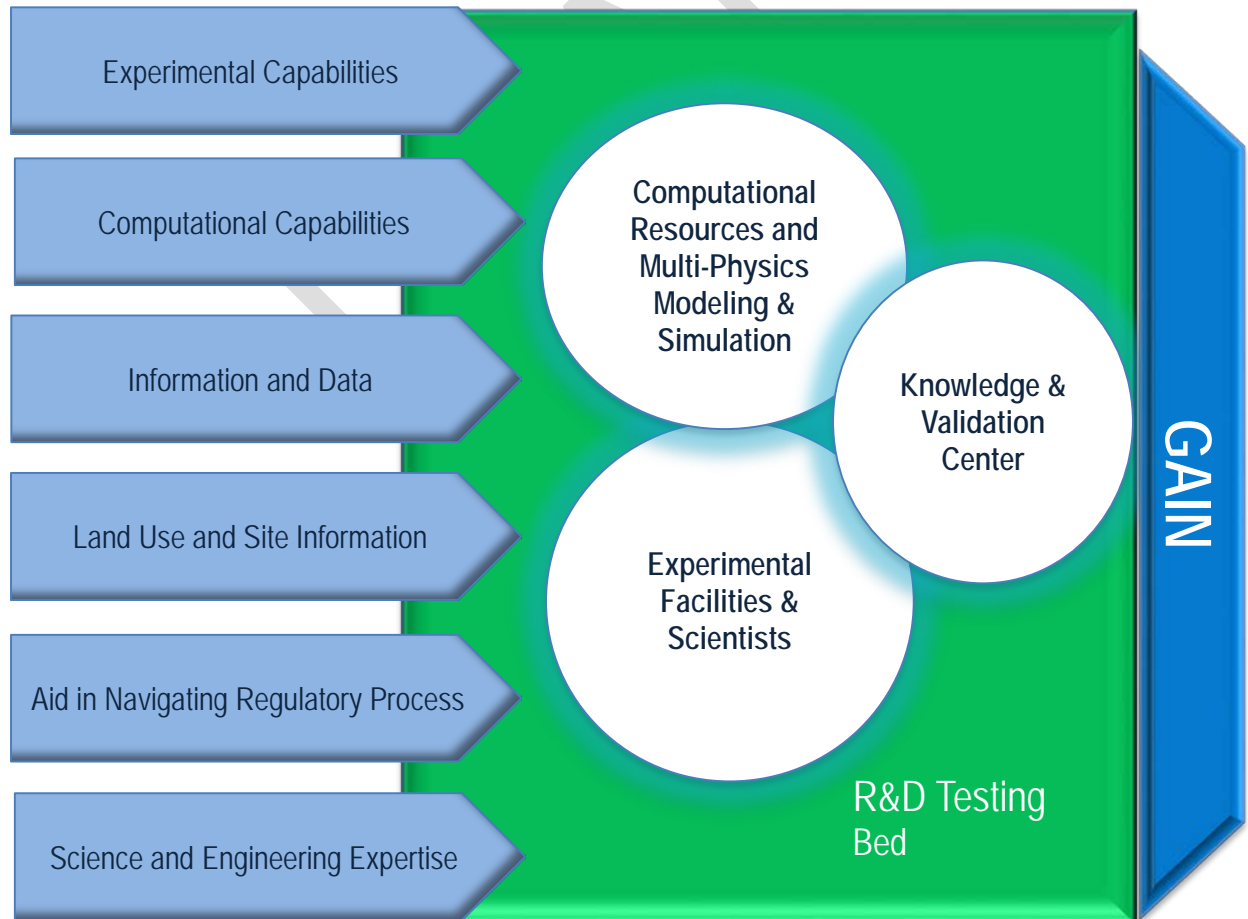 Experimental Capabilities
Computational Capabilities
Information and Data
Land Use and Site Information
Aid in Navigating Regulatory Process
Science and Engineering Expertise
Computational
Resources and
Multi-Physics
Modeling &
Simulation
Knowledge &
Validation
Center
Experimental
Facilities &
Scientists
R&D Testing
Bed
GAIN